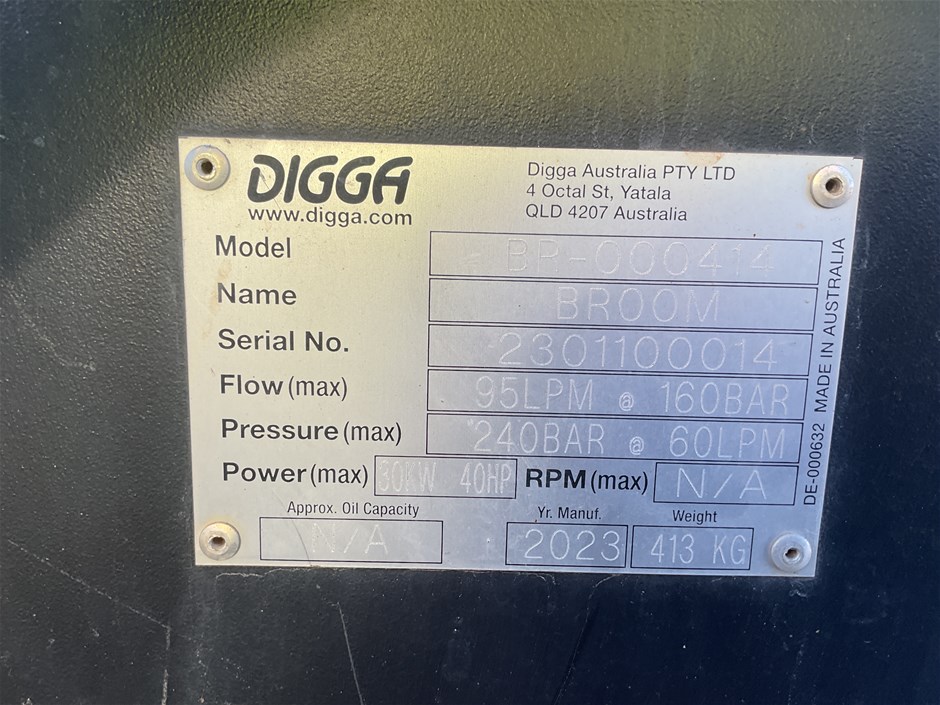 DIGGA
www.digga.com
Digga Australia PTY LTD
4 Octal St, Yatala
QLD 4207 Australia
Model BP-000414
Name BROOM
Serial No. 2301100014
Flow (max) 95LPM @ 160BAR
Pressure (max) 240BAR @ 60LPM
Power (max) 30KW 40HP RPM (max) N/A
Approx. Oil Capacity Yr. Manuf. Weight
N/A 2023 413 KG
DE-000632 MADE IN AUSTRALIA